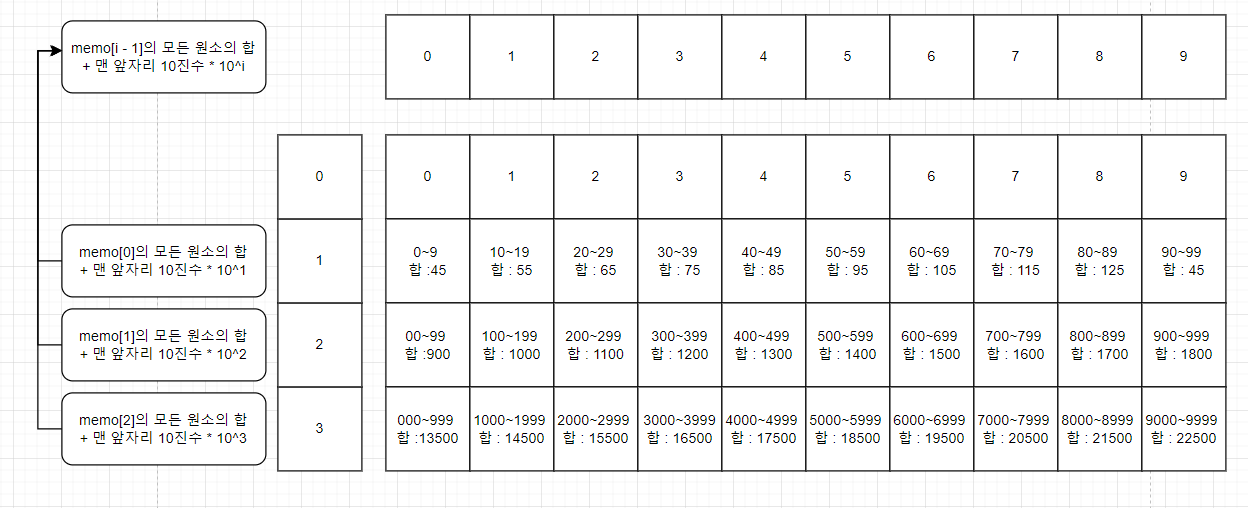 memo[i - 1]의 모든 원소의 합
+ 맨 앞자리 10진수 * 10^i
0 1 2 3 4 5 6 7 8 9
0 0 1 2 3 4 5 6 7 8 9
memo[0]의 모든 원소의 합
+ 맨 앞자리 10진수 * 10^1
1
0~9 10~19 20~29 30~39 40~49 50~59 60~69 70~79 80~89 90~99
합 :45 합 : 55 합 : 65 합 : 75 합 : 85 합 : 95 합 : 105 합 : 115 합 : 125 합 : 45
memo[1]의 모든 원소의 합
+ 맨 앞자리 10진수 * 10^2
2
00~99 100~199 200~299 300~399 400~499 500~599 600~699 700~799 800~899 900~999
합 :900 합 : 1000 합 : 1100 합 : 1200 합 : 1300 합 : 1400 합 : 1500 합 : 1600 합 : 1700 합 : 1800
memo[2]의 모든 원소의 합
+ 맨 앞자리 10진수 * 10^3
3
000~999 1000~1999 2000~2999 3000~3999 4000~4999 5000~5999 6000~6999 7000~7999 8000~8999 9000~9999
합 :13500 합 : 14500 합 : 15500 합 : 16500 합 : 17500 합 : 18500 합 : 19500 합 : 20500 합 : 21500 합 : 22500